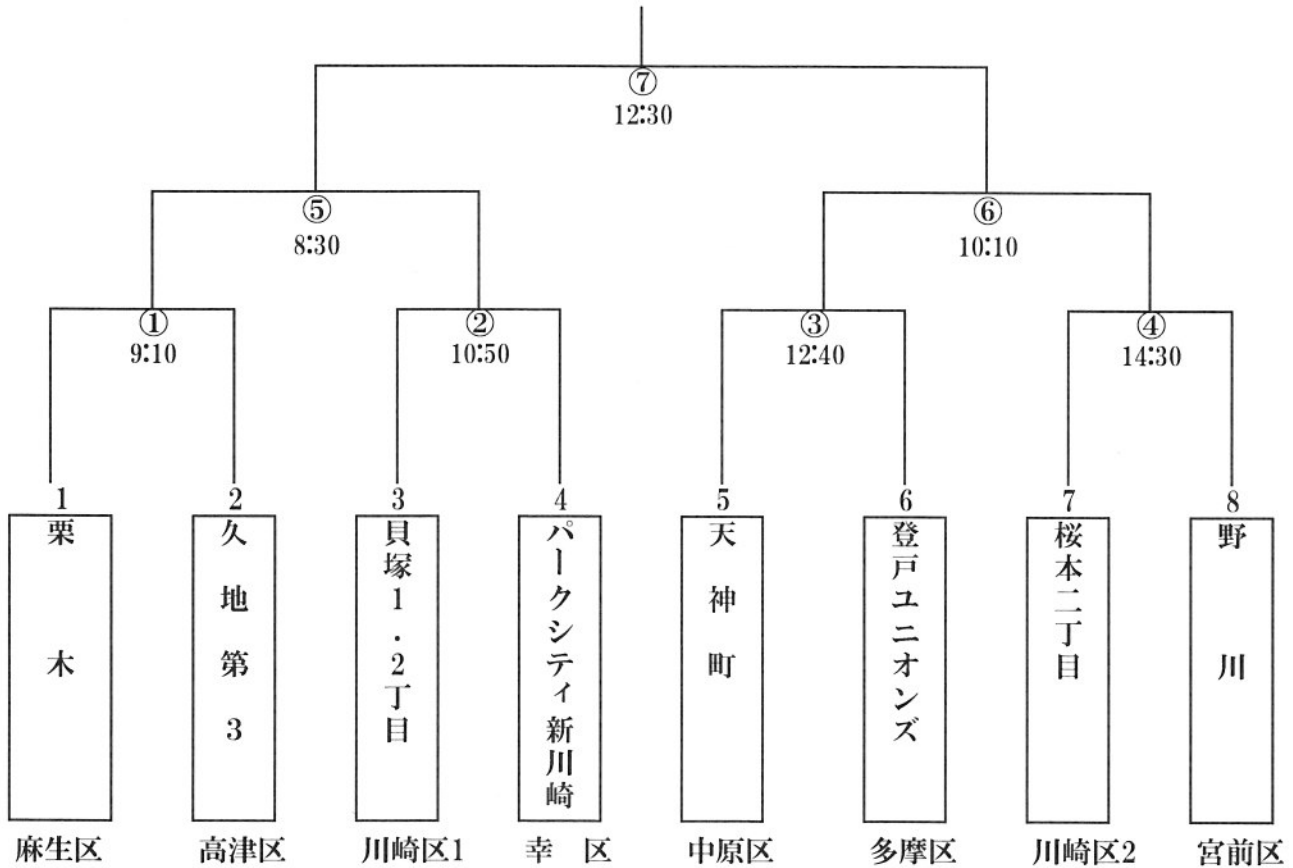 ⑦
12:30
⑤
8:30
⑥
10:10
①
9:10
②
10:50
③
12:40
④
14:30
1
2
3
4
5
6
7
8
栗木
久地第3
貝塚1・2丁目
パークシティ新川崎
天神町
登戸ユニオンズ
桜本二丁目
野川
麻生区
高津区
川崎区1
幸 区
中原区
多摩区
川崎区2
宮前区